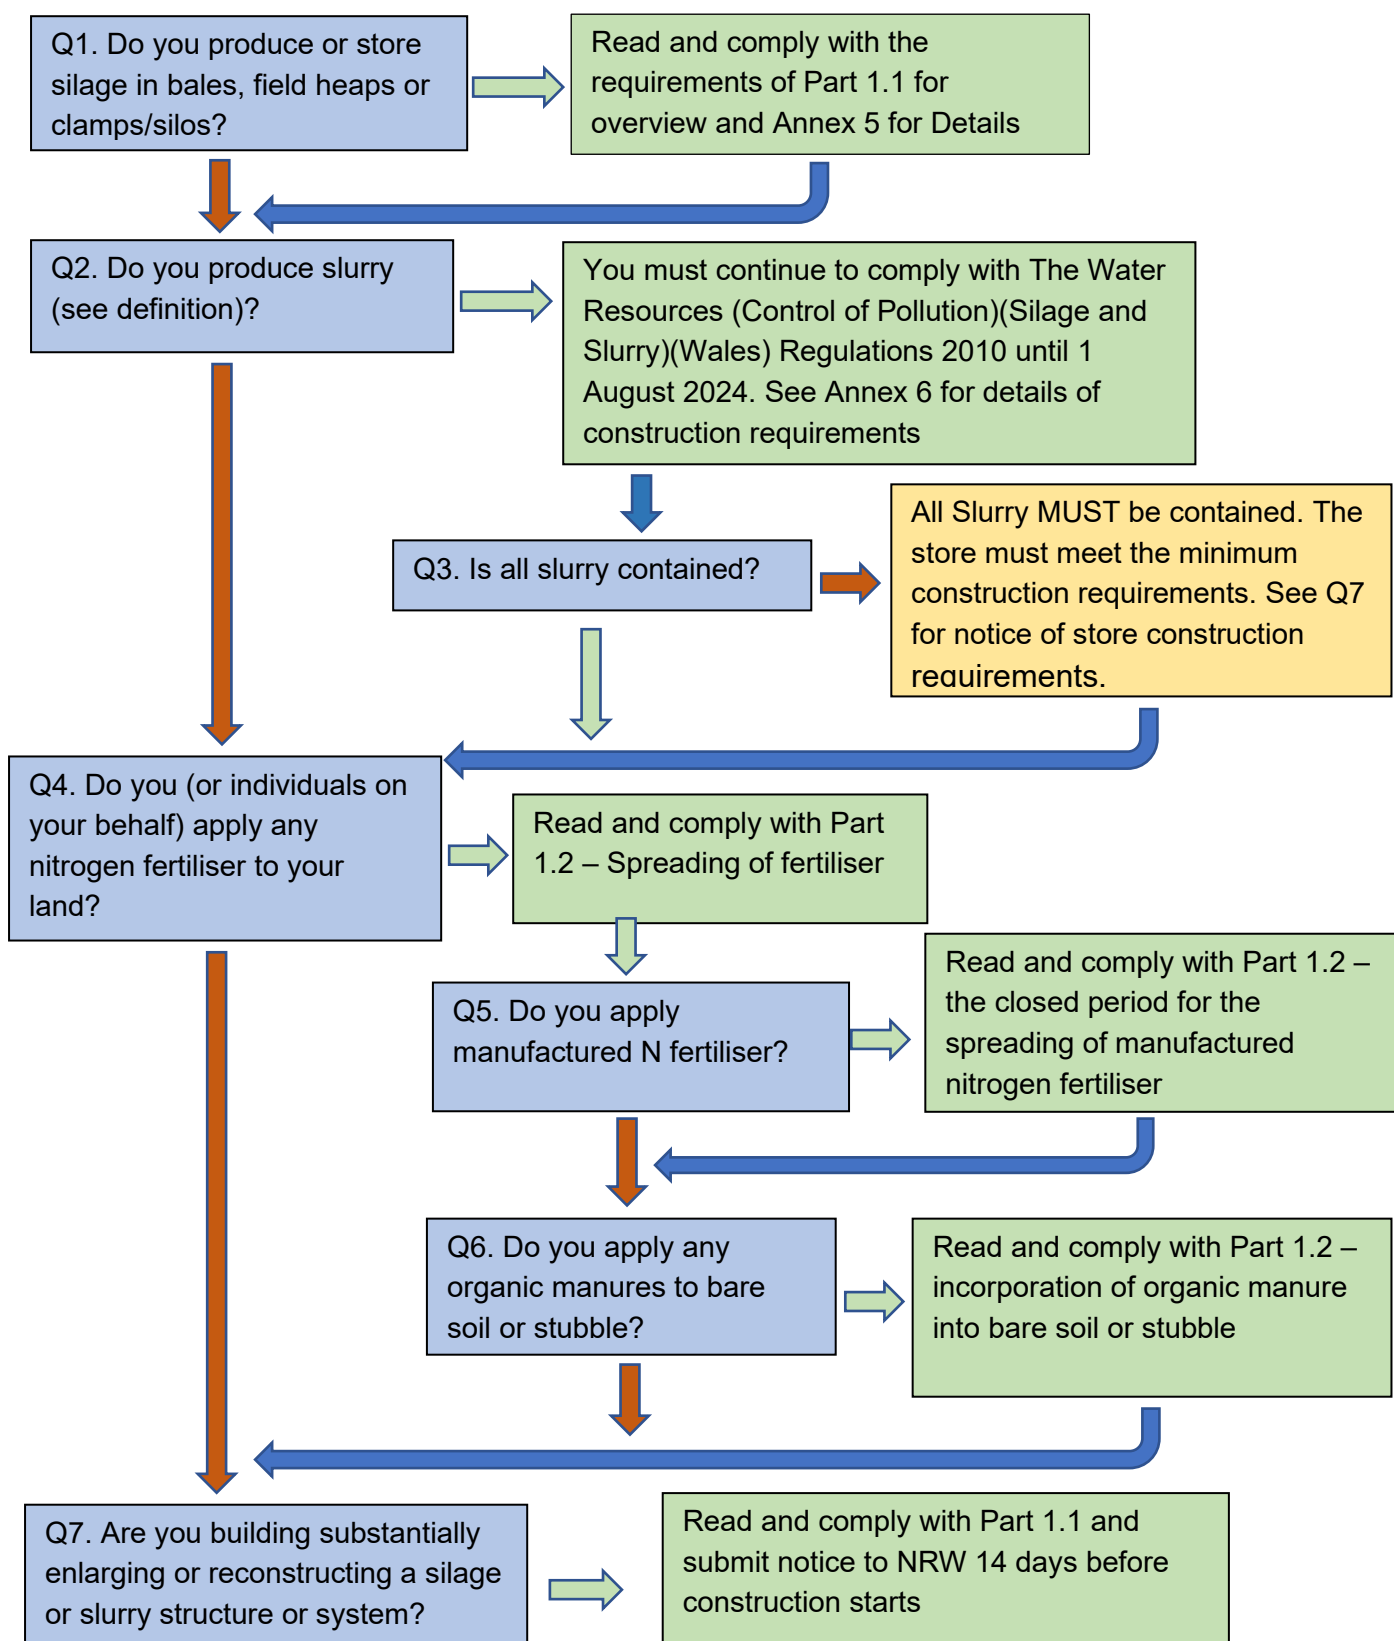 Q1. Do you produce or store
silage in bales, field heaps or
clamps/silos?
Read and comply with the
requirements of Part 1.1 for
overview and Annex 5 for Details
Q2. Do you produce slurry
(see definition)?
You must continue to comply with The Water
Resources (Control of Pollution)(Silage and
Slurry)(Wales) Regulations 2010 until 1
August 2024. See Annex 6 for details of
construction requirements
Q3. Is all slurry contained?
All Slurry MUST be contained. The
store must meet the minimum
construction requirements. See Q7
for notice of store construction
requirements.
Q4. Do you (or individuals on
your behalf) apply any
nitrogen fertiliser to your
land?
Read and comply with Part
1.2 – Spreading of fertiliser
Q5. Do you apply
manufactured N fertiliser?
Read and comply with Part 1.2 –
the closed period for the
spreading of manufactured
nitrogen fertiliser
Q6. Do you apply any
organic manures to bare
soil or stubble?
Read and comply with Part 1.2 –
incorporation of organic manure
into bare soil or stubble
Q7. Are you building substantially
enlarging or reconstructing a silage
or slurry structure or system?
Read and comply with Part 1.1 and
submit notice to NRW 14 days before
construction starts